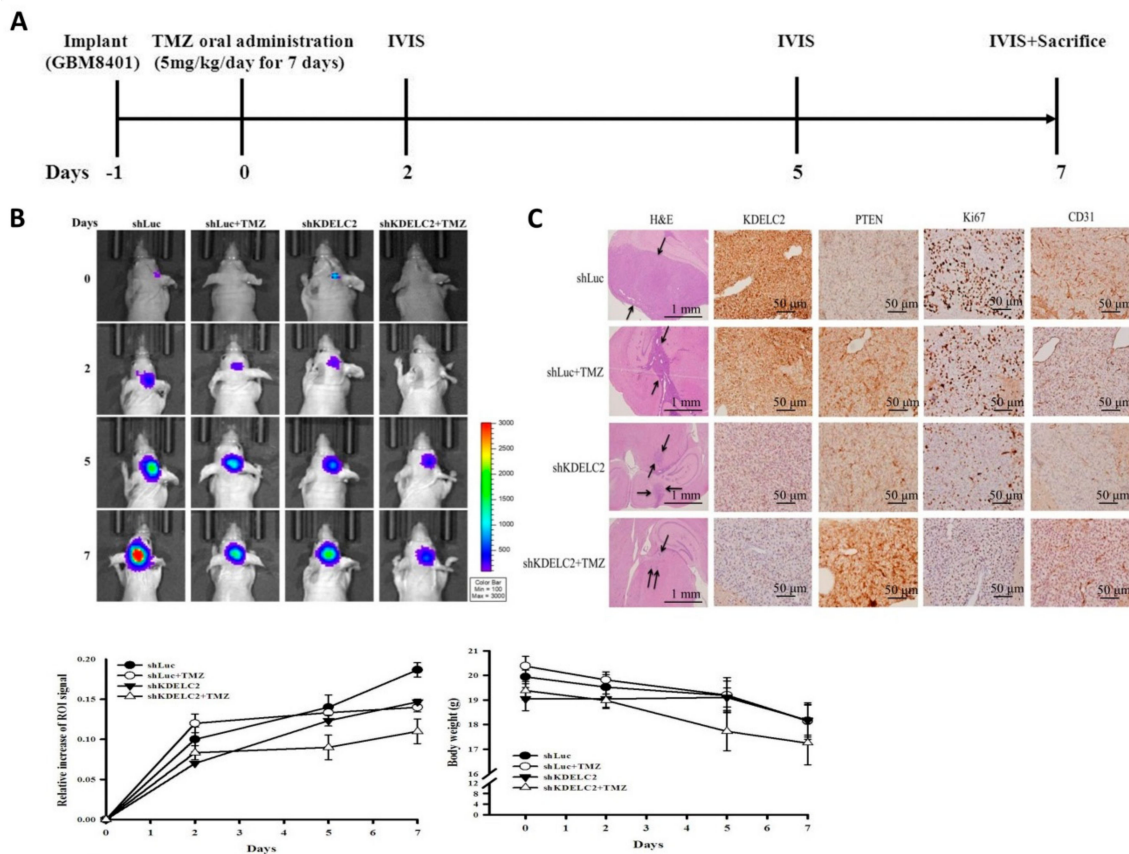 A
Implant
(GBM8401)
TMZ oral administration
(5mg/kg/day for 7 days)
IVIS
IVIS
IVIS+Sacrifice
Days -1 0 2 5 7
B
Days shLuc shLuc+TMZ shKDELC2 shKDELC2+TMZ
0
2
5
7
3000
2500
2000
1500
1000
500
Color Bar
Min = 100
Max = 3000
C
H&E KDELC2 PTEN Ki67 CD31
shLuc
1 mm 50 µm 50 µm 50 µm 50 µm
shLuc+TMZ
1 mm 50 µm 50 µm 50 µm 50 µm
shKDELC2
1 mm 50 µm 50 µm 50 µm 50 µm
shKDELC2+TMZ
1 mm 50 µm 50 µm 50 µm 50 µm
Relative increase of ROI signal
0.20
0.15
0.10
0.05
0.00
shLuc
shLuc+TMZ
shKDELC2
shKDELC2+TMZ
0 1 2 3 4 5 6 7
Days
Body weight (g)
21
20
19
18
17
16
12
8
4
0
shLuc
shLuc+TMZ
shKDELC2
shKDELC2+TMZ
0 1 2 3 4 5 6 7
Days